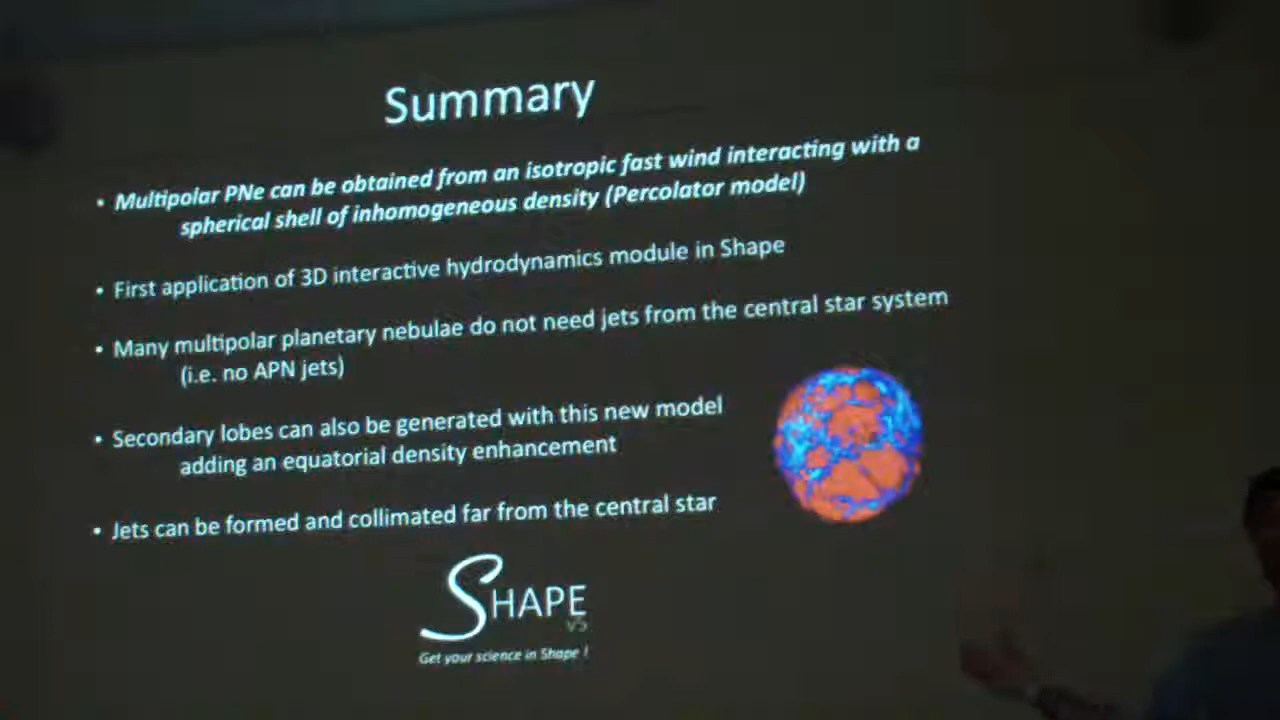 Summary
• Multipolar PNe can be obtained from an isotropic fast wind interacting with a
spherical shell of inhomogeneous density (Percolator model)
• First application of 3D interactive hydrodynamics module in Shape
• Many multipolar planetary nebulae do not need jets from the central star system
(i.e. no APN jets)
• Secondary lobes can also be generated with this new model
adding an equatorial density enhancement
• Jets can be formed and collimated far from the central star
SHAPE
V5
Get your science in Shape !